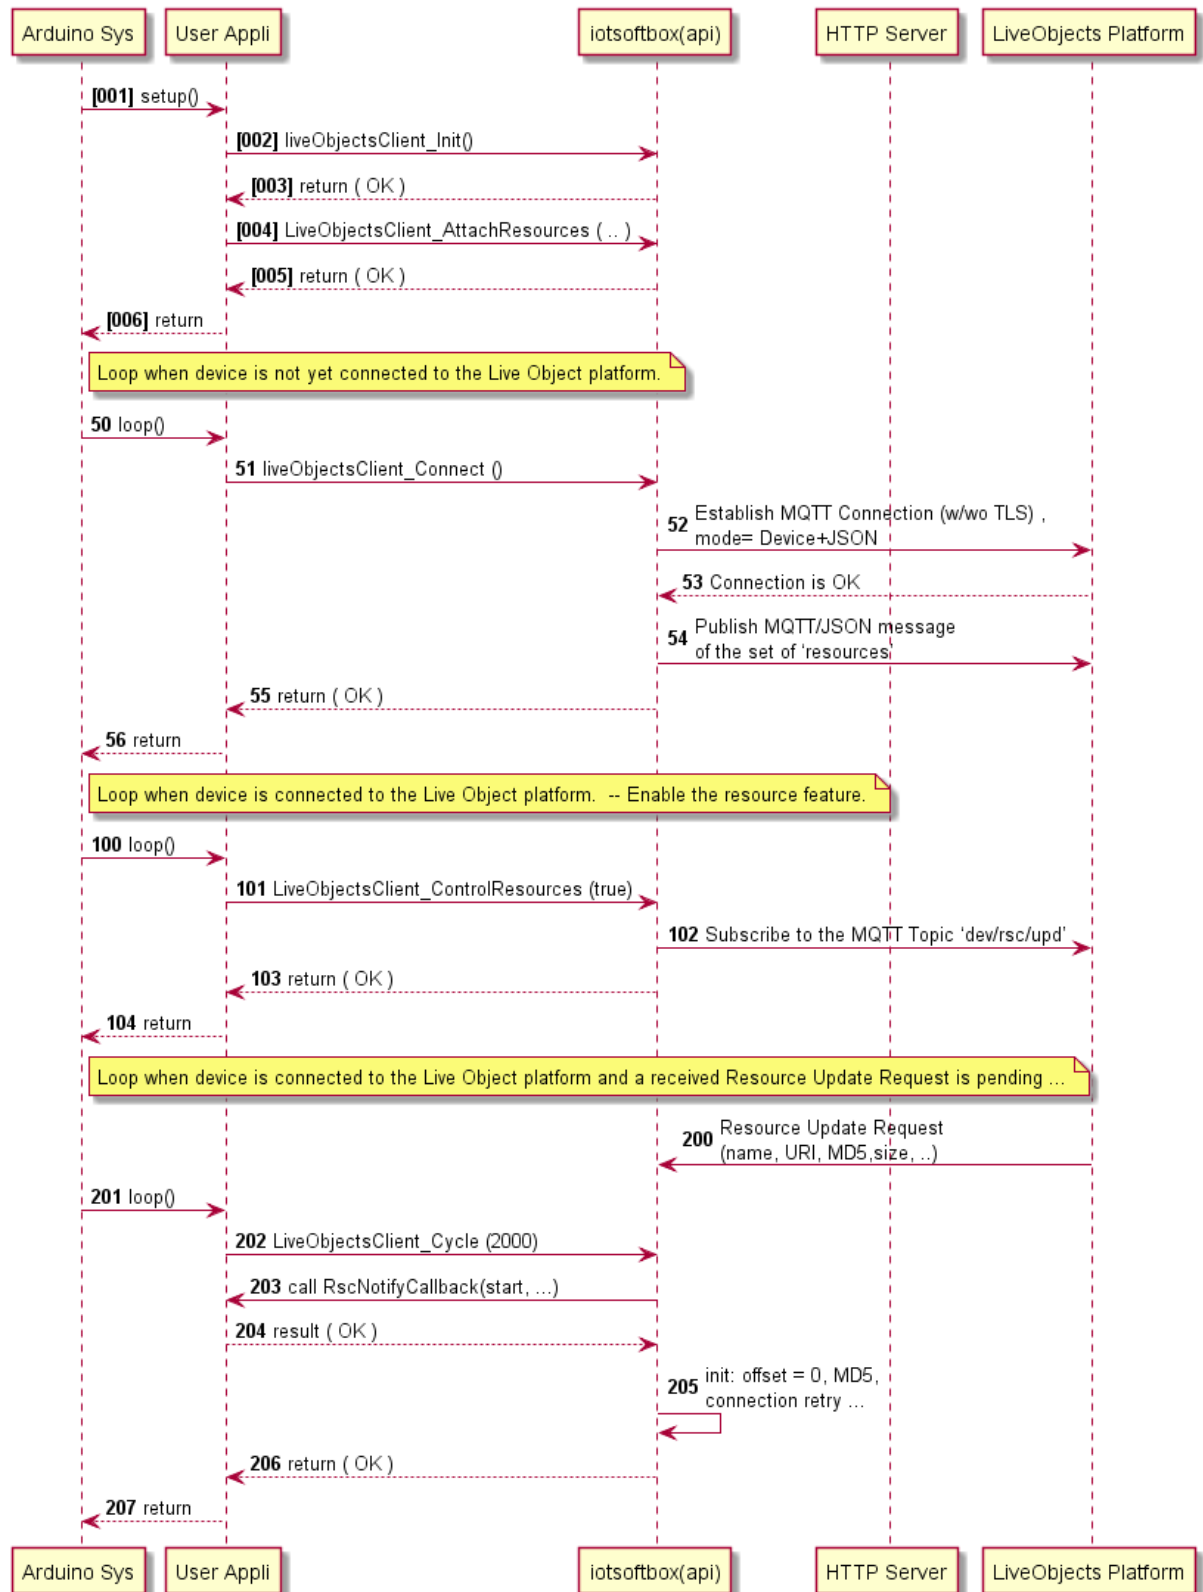 Arduino Sys
User Appli
iotsoftbox(api)
HTTP Server
LiveObjects Platform
[001] setup()
[002] liveObjectsClient_Init()
[003] return ( OK )
[004] LiveObjectsClient_AttachResources ( .. )
[005] return ( OK )
[006] return
Loop when device is not yet connected to the Live Object platform.
50 loop()
51 liveObjectsClient_Connect ()
52 Establish MQTT Connection (w/wo TLS) ,
mode= Device+JSON
53 Connection is OK
54 Publish MQTT/JSON message
of the set of ‘resources’
55 return ( OK )
56 return
Loop when device is connected to the Live Object platform.  -- Enable the resource feature.
100 loop()
101 LiveObjectsClient_ControlResources (true)
102 Subscribe to the MQTT Topic ‘dev/rsc/upd’
103 return ( OK )
104 return
Loop when device is connected to the Live Object platform and a received Resource Update Request is pending ...
200 Resource Update Request
(name, URI, MD5,size, ..)
201 loop()
202 LiveObjectsClient_Cycle (2000)
203 call RscNotifyCallback(start, ...)
204 result ( OK )
205 init: offset = 0, MD5,
connection retry ...
206 return ( OK )
207 return
Arduino Sys
User Appli
iotsoftbox(api)
HTTP Server
LiveObjects Platform